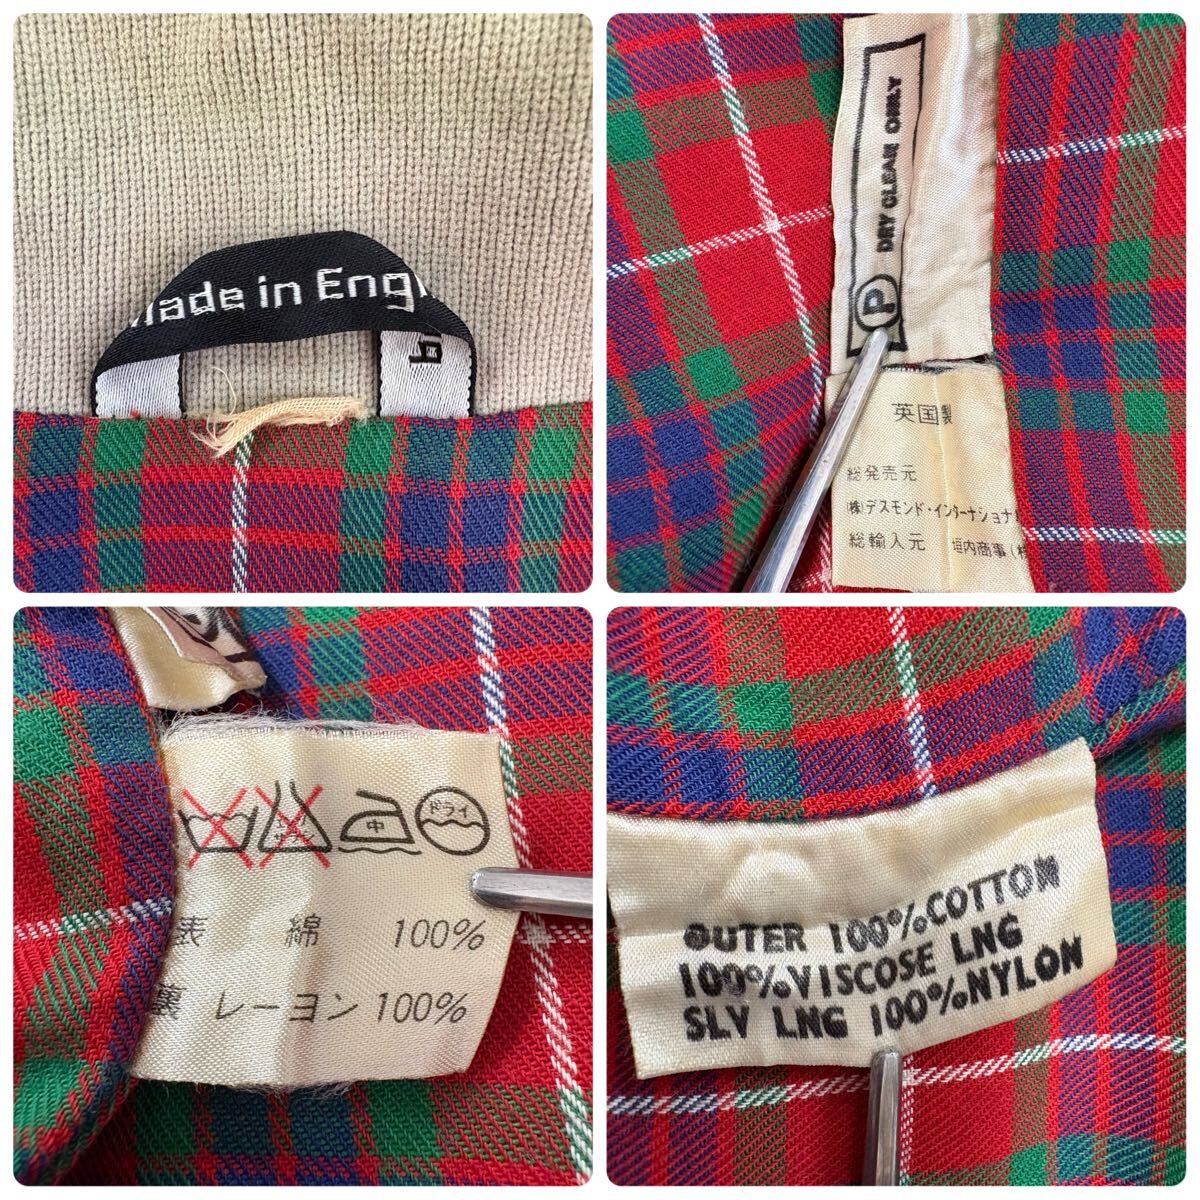 Made in Engl
DRY CLEAN ONLY
P
英国製
総発売元
(株)デスモンド・インターナショナ
総輸入元 垣内商事(株
中 ドライ
表 綿 100%
裏 レーヨン 100%
OUTER 100%COTTON
100%VISCOSE LNG
SLV LNG 100%NYLON